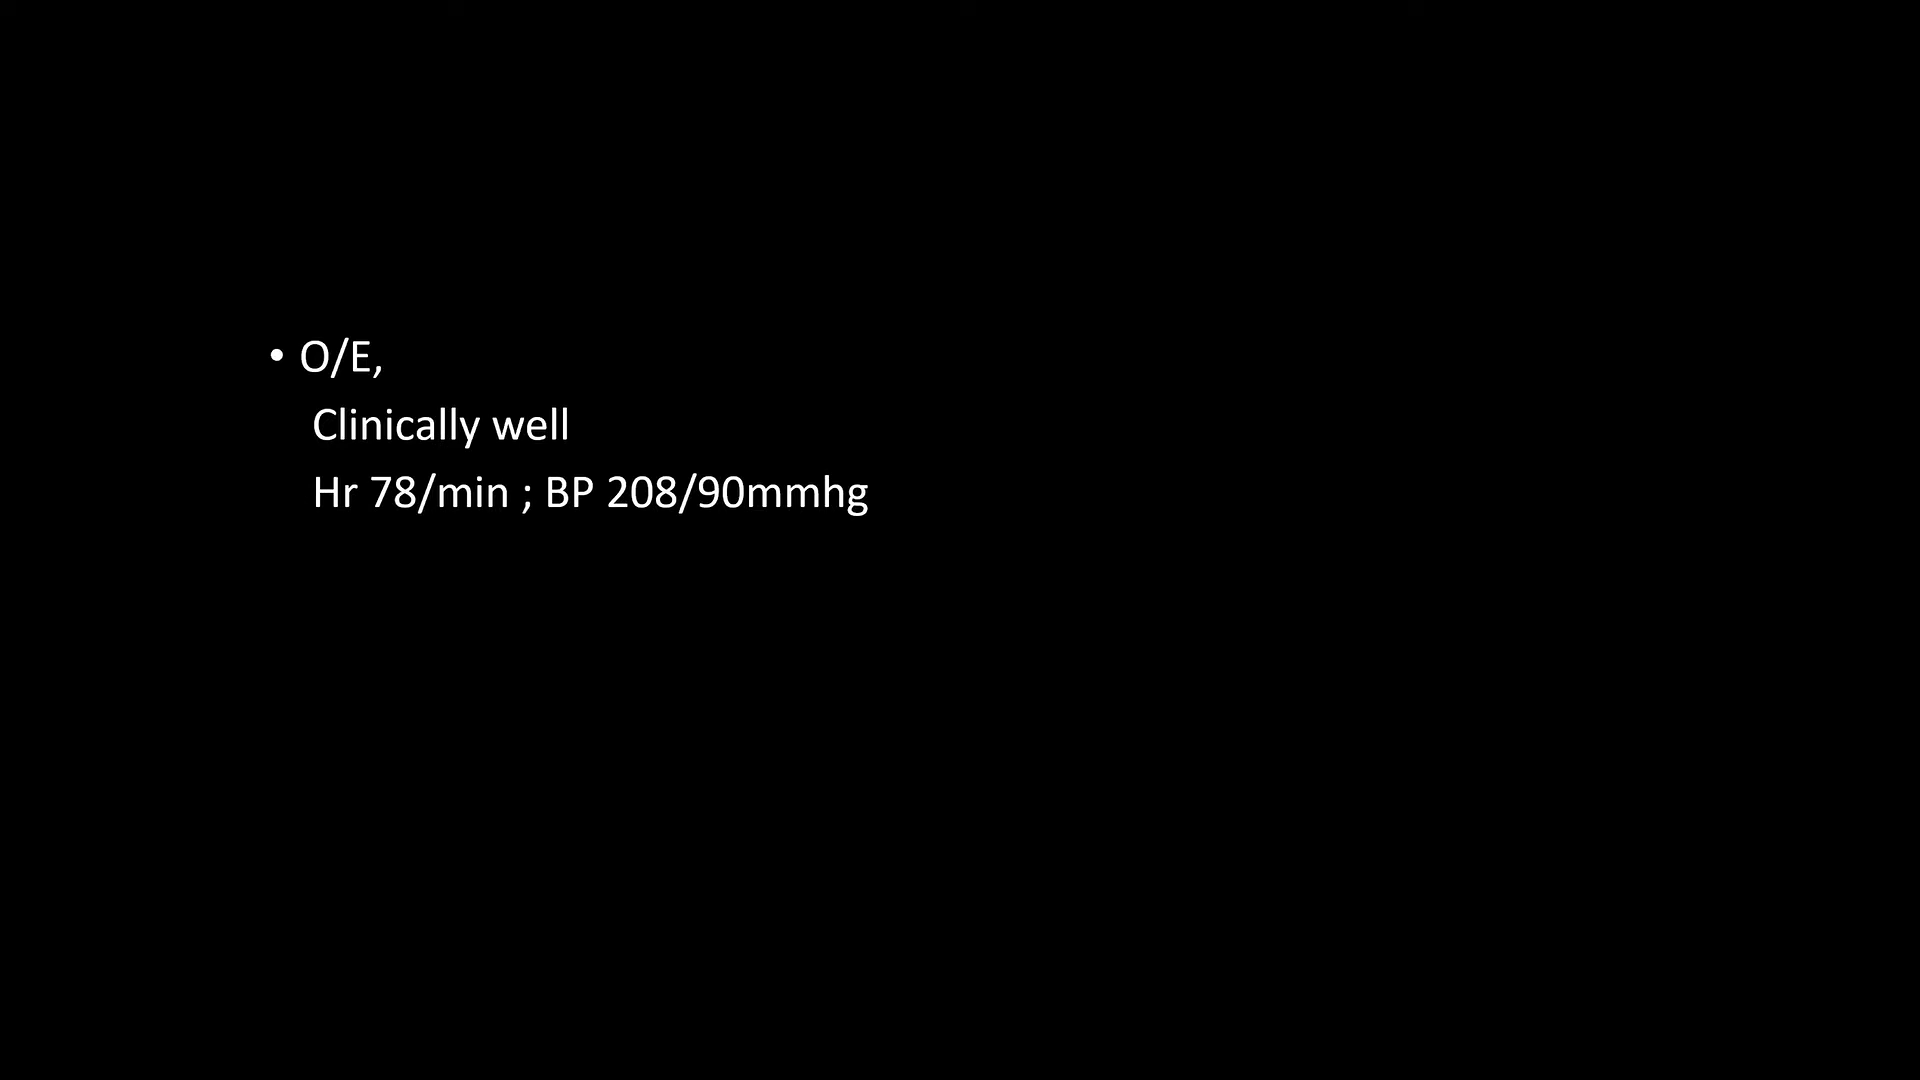 • O/E,
Clinically well
Hr 78/min ; BP 208/90mmhg